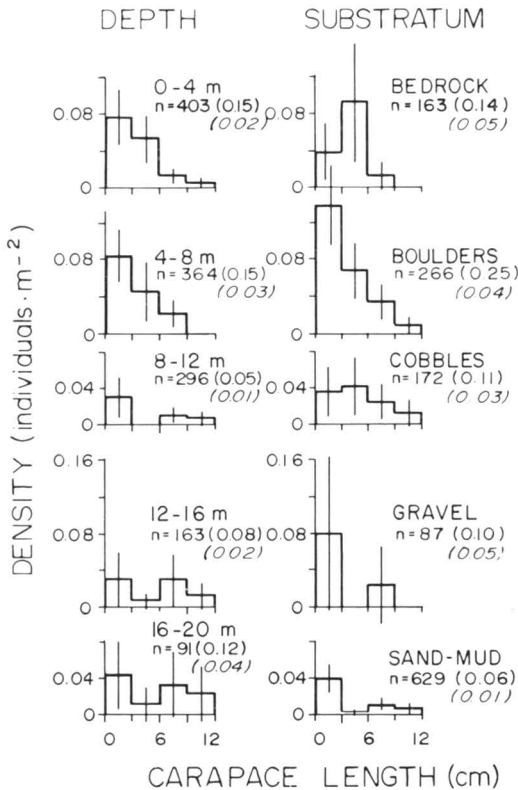 DEPTH SUBSTRATUM
0-4 m
n=403 (0.15)
(0.02)
0.08
0
BEDROCK
n=163 (0.14)
(0.05)
0.08
0
4-8 m
n=364 (0.15)
(0.03)
0.08
0
BOULDERS
n=266 (0.25)
(0.04)
0.08
0
8-12 m
n=296 (0.05)
(0.01)
0.04
0
COBBLES
n=172 (0.11)
(0.03)
0.04
0
0.16
12-16 m
n=163 (0.08)
(0.02)
0.08
0
0.16
GRAVEL
n=87 (0.10)
(0.05)
0.08
0
16-20 m
n=91 (0.12)
(0.04)
0.04
0
SAND-MUD
n=629 (0.06)
(0.01)
0.04
0
0 6 12
0 6 12
DENSITY (individuals·m-2)
CARAPACE LENGTH (cm)